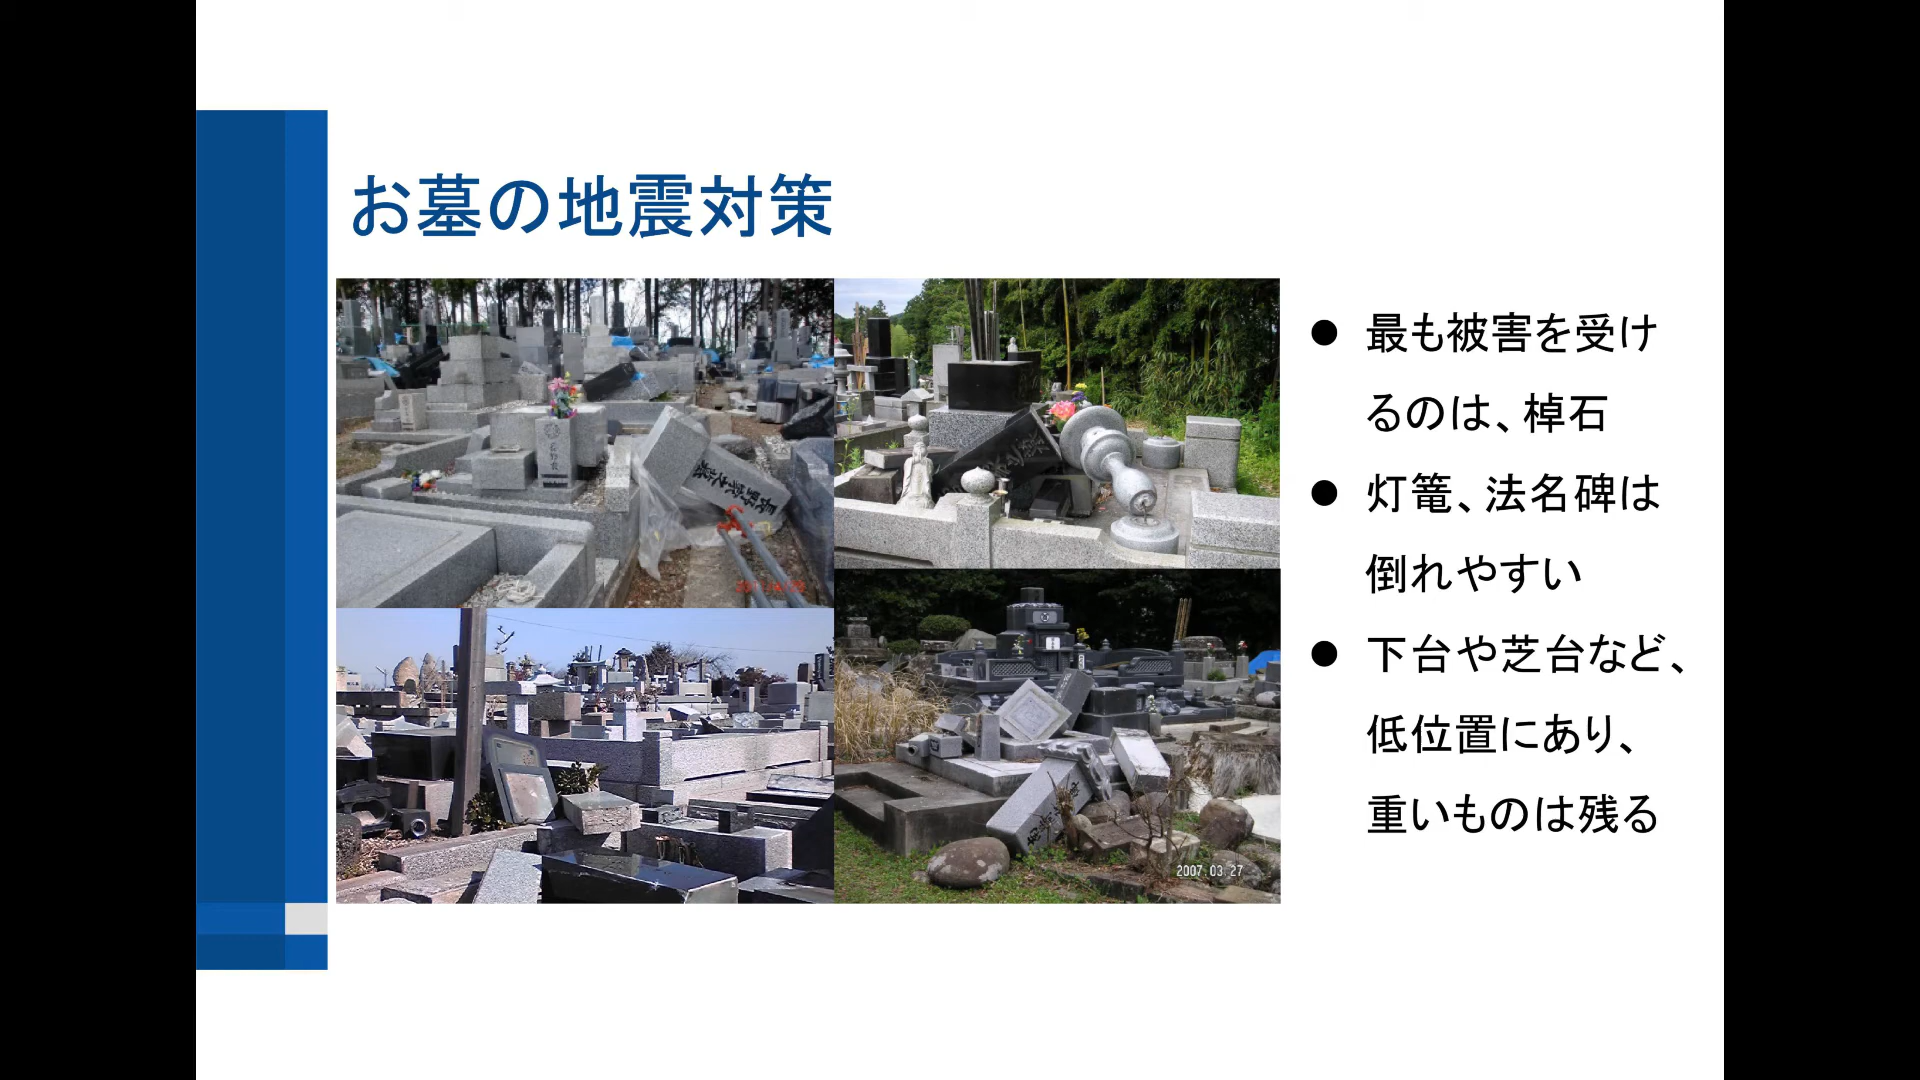 お墓の地震対策
● 最も被害を受け
るのは、棹石
● 灯篭、法名碑は
倒れやすい
● 下台や芝台など、
低位置にあり、
重いものは残る
2007.03.27